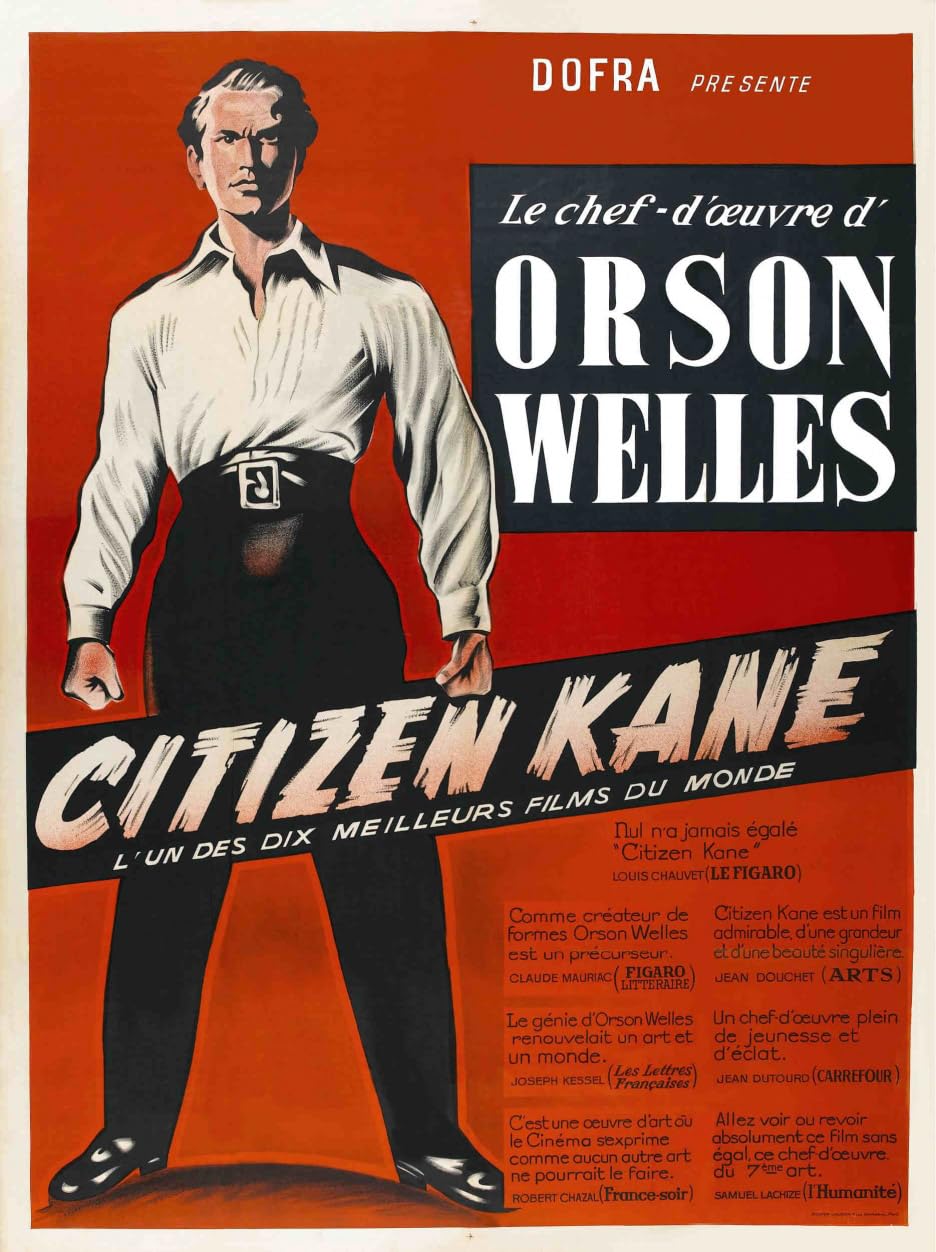 DOFRA PRESENTE
Le chef-d'œuvre d'
ORSON
WELLES
CITIZEN KANE
L'UN DES DIX MEILLEURS FILMS DU MONDE
Nul n'a jamais égalé
"Citizen Kane"
LOUIS CHAUVET (LE FIGARO)
Comme créateur de
formes Orson Welles
est un précurseur.
CLAUDE MAURIAC (FIGARO
LITTERAIRE)
Citizen Kane est un film
admirable, d'une grandeur
et d'une beauté singulière.
JEAN DOUCHET (ARTS)
Le génie d'Orson Welles
renouvelait un art et
un monde.
JOSEPH KESSEL (Les Lettres
Françaises)
Un chef-d'œuvre plein
de jeunesse et
d'éclat.
JEAN DUTOURD (CARREFOUR)
C'est une œuvre d'art où
le Cinéma s'exprime
comme aucun autre art
ne pourrait le faire.
ROBERT CHAZAL (France-soir)
Allez voir ou revoir
absolument ce Film sans
égal, ce chef-d'œuvre.
du 7ème art.
SAMUEL LACHIZE (l'Humanité)